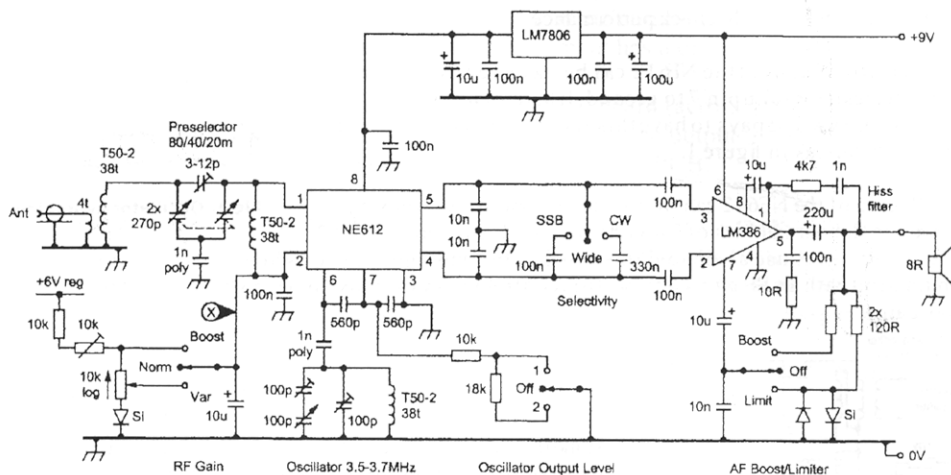 LM7806
+9V
10u
100n
100n
100u
Preselector
80/40/20m
3-12p
T50-2
38t
100n
8
10u
4k7
1n
Hiss
filter
Ant
4t
2x
270p
T50-2
38t
1
NE612
5
2
4
6
7
3
10n
10n
100n
SSB
CW
Wide
100n
330n
100n
Selectivity
6
8
1
3
LM386
5
2
7
4
220u
100n
10R
8R
1n
poly
100n
+6V reg
X
560p
560p
10k
10k
Boost
Norm
10k
log
Var
Si
10u
1n
poly
100p
100p
100p
T50-2
38t
10k
18k
1
Off
2
10u
10n
2x
120R
Boost
Off
Limit
Si
0V
RF Gain
Oscillator 3.5-3.7MHz
Oscillator Output Level
AF Boost/Limiter